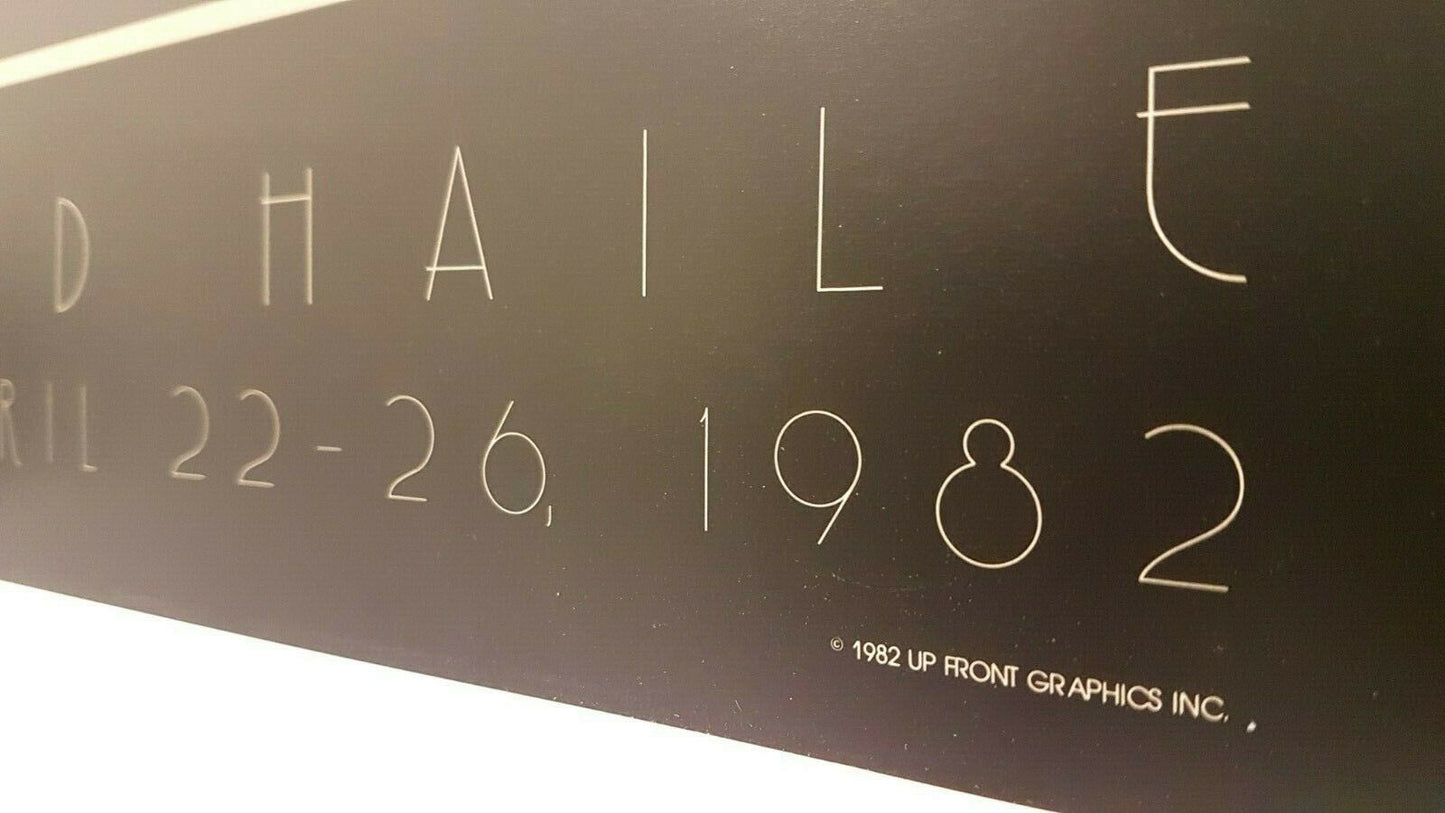 D HAILE
RIL 22-26, 1982
© 1982 UP FRONT GRAPHICS INC.